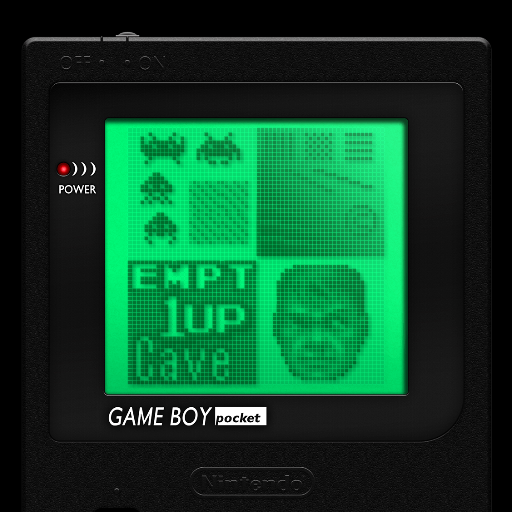 OFF ON
POWER
EMPT
1UP
Cave
GAME BOY pocket
Nintendo